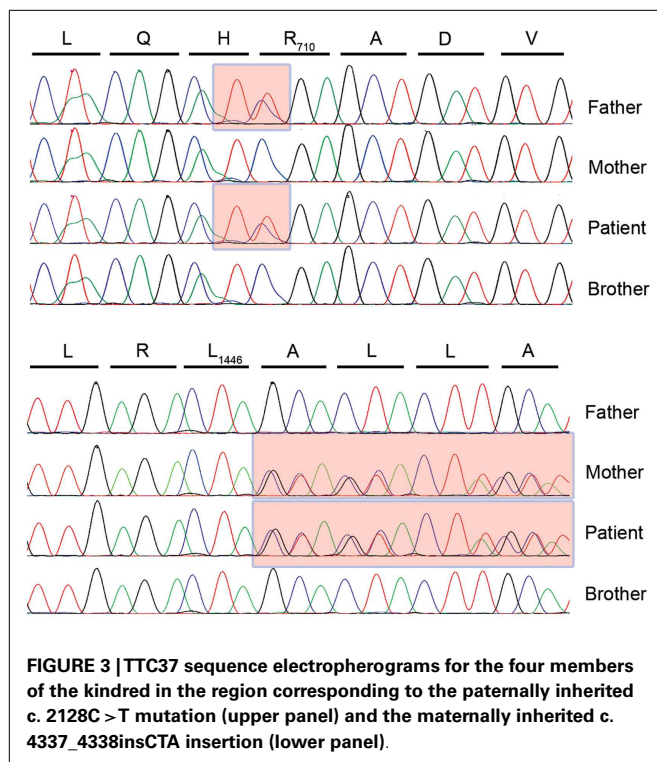 L Q H R710 A D V
Father
Mother
Patient
Brother
L R L1446 A L L A
Father
Mother
Patient
Brother
FIGURE 3 | TTC37 sequence electropherograms for the four members
of the kindred in the region corresponding to the paternally inherited
c. 2128C > T mutation (upper panel) and the maternally inherited c.
4337_4338insCTA insertion (lower panel).